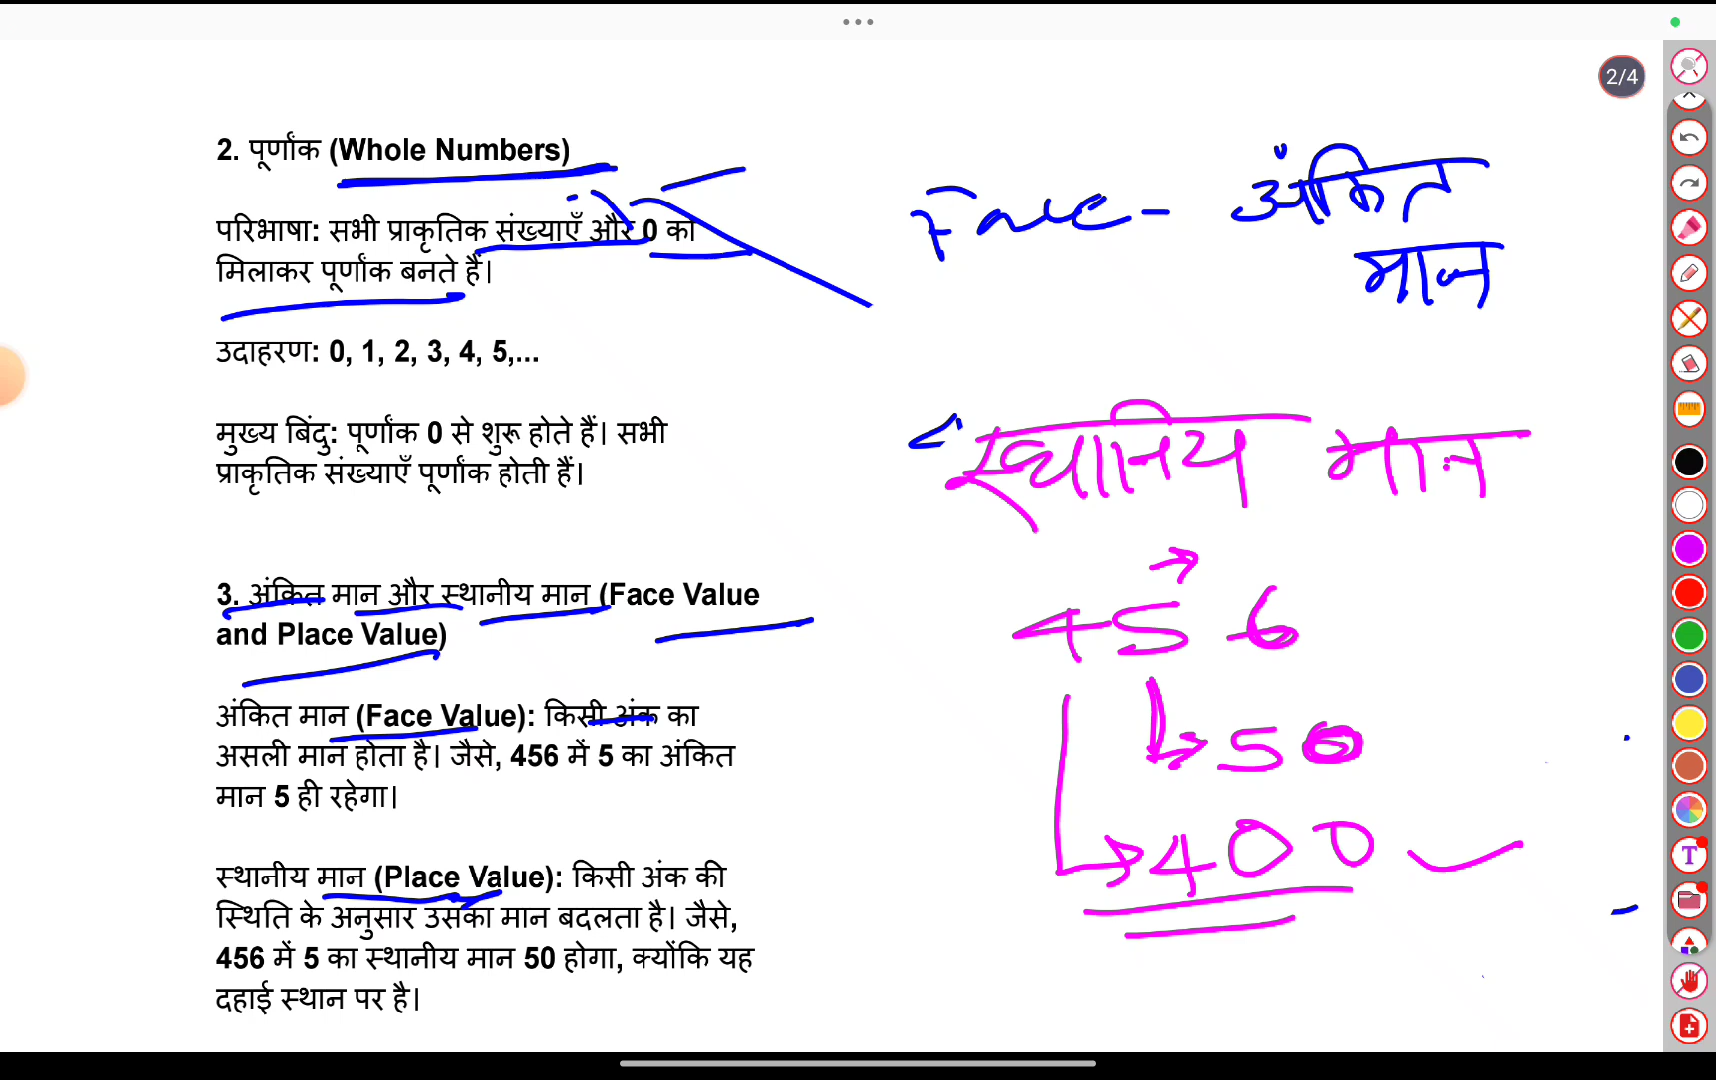 2/4
2. पूर्णांक (Whole Numbers)
परिभाषा: सभी प्राकृतिक संख्याएँ और 0 को
मिलाकर पूर्णांक बनते हैं।
उदाहरण: 0, 1, 2, 3, 4, 5,...
मुख्य बिंदु: पूर्णांक 0 से शुरू होते हैं। सभी
प्राकृतिक संख्याएँ पूर्णांक होती हैं।
3. अंकित मान और स्थानीय मान (Face Value
and Place Value)
अंकित मान (Face Value): किसी अंक का
असली मान होता है। जैसे, 456 में 5 का अंकित
मान 5 ही रहेगा।
स्थानीय मान (Place Value): किसी अंक की
स्थिति के अनुसार उसका मान बदलता है। जैसे,
456 में 5 का स्थानीय मान 50 होगा, क्योंकि यह
दहाई स्थान पर है।
Face - अंकित
मान
स्थानिय मान
456
50
400
T